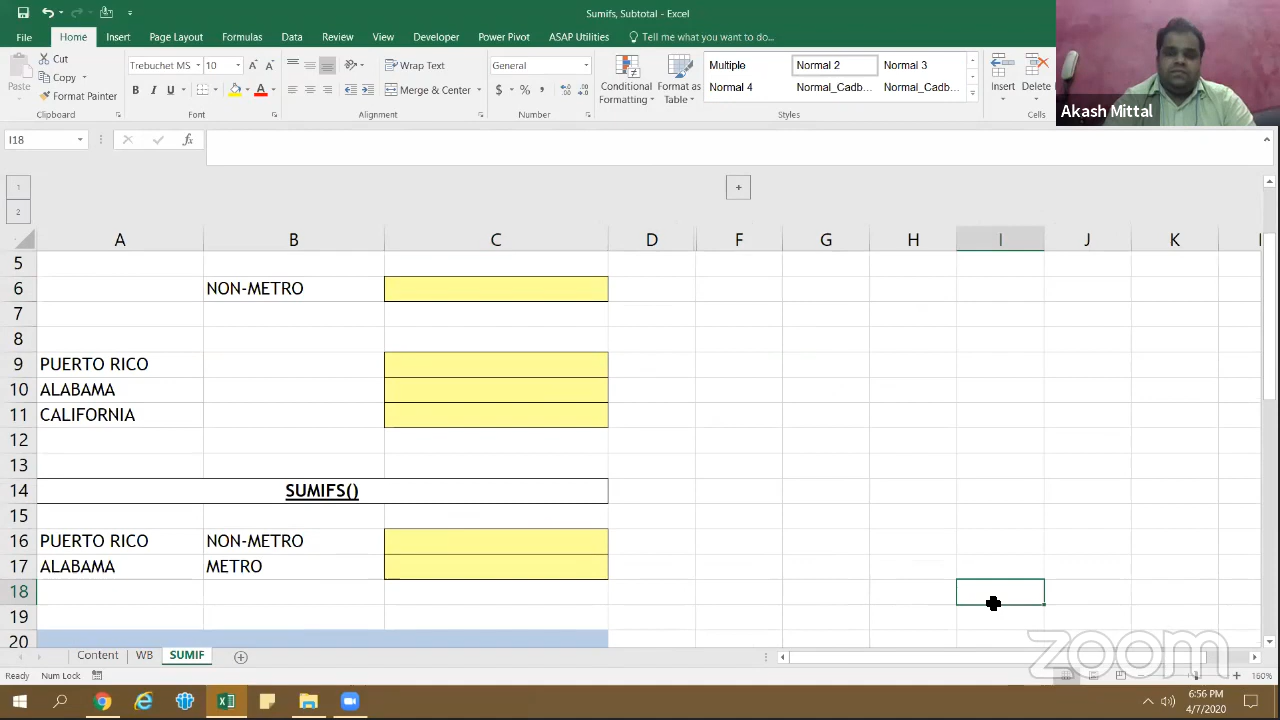 Sumifs, Subtotal - Excel
File Home Insert Page Layout Formulas Data Review View Developer Power Pivot ASAP Utilities Tell me what you want to do...
Paste
Cut
Copy
Format Painter
Clipboard
Trebuchet MS 10
B I U
Font
Wrap Text
Merge & Center
Alignment
General
$ % ,
Number
Conditional Formatting
Format as Table
Multiple Normal 2 Normal 3
Normal 4 Normal_Cadb... Normal_Cadb...
Styles
Insert Delete
Cells
Akash Mittal
I18 fx
1
2
+
A B C D F G H I J K
5
6 NON-METRO
7
8
9 PUERTO RICO
10 ALABAMA
11 CALIFORNIA
12
13
14 SUMIFS()
15
16 PUERTO RICO NON-METRO
17 ALABAMA METRO
18
19
20
Content WB SUMIF
zoom
Ready Num Lock 160%
6:56 PM
4/7/2020